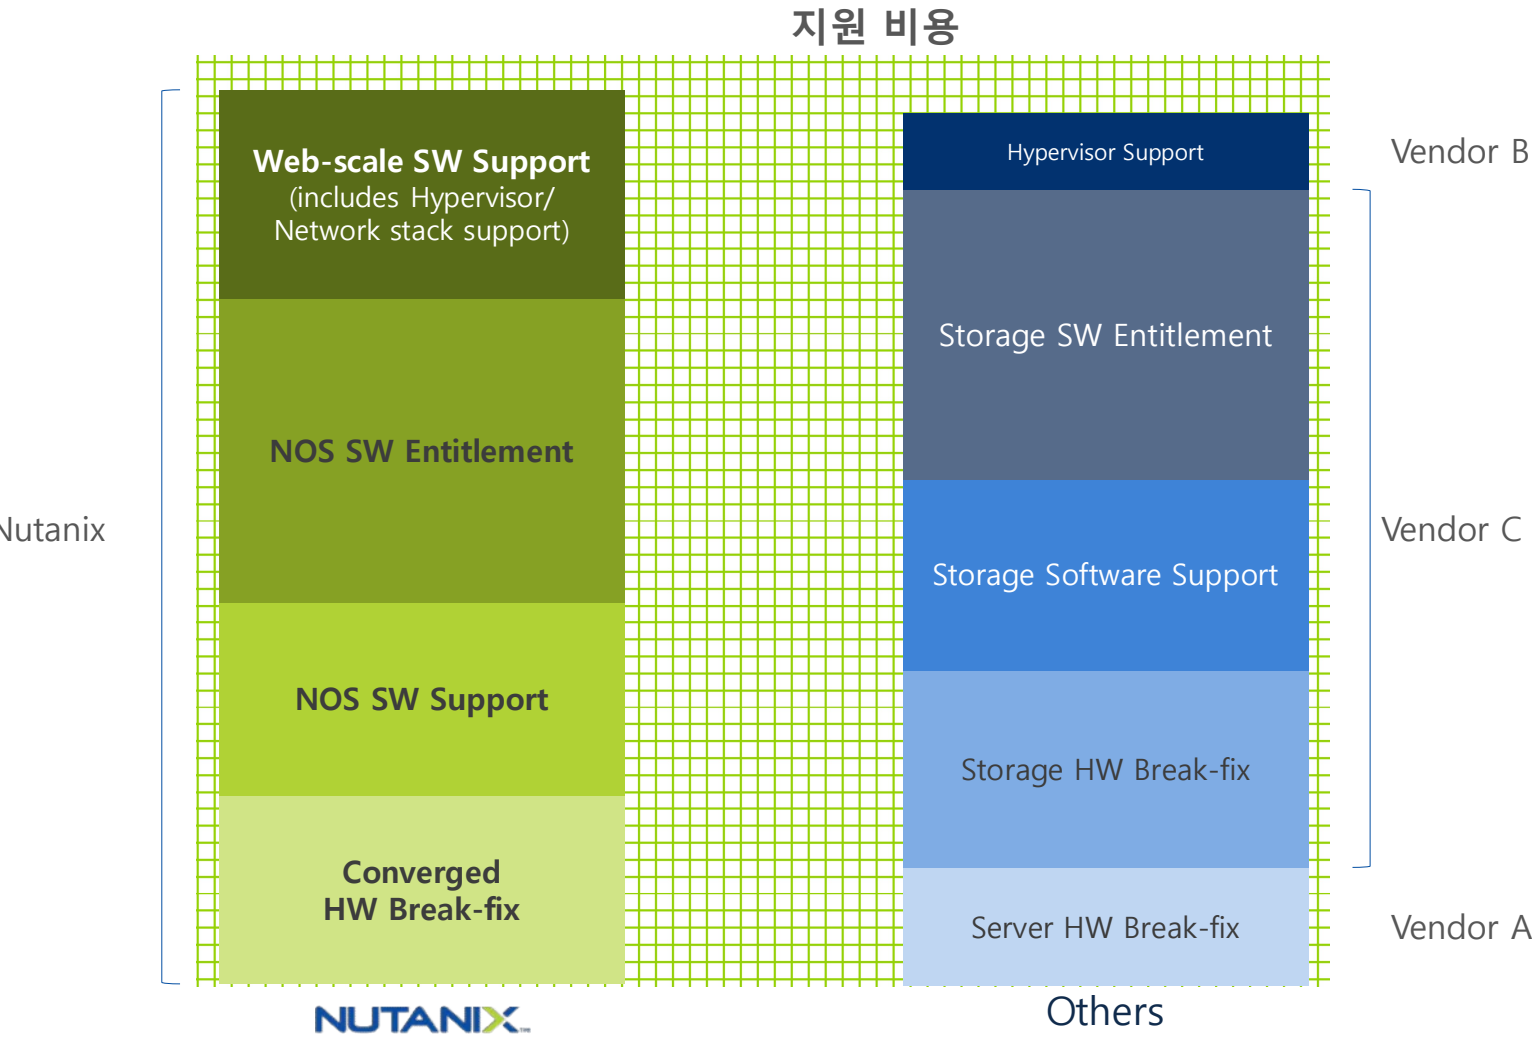 지원 비용
Nutanix
Web-scale SW Support
(includes Hypervisor/
Network stack support)
NOS SW Entitlement
NOS SW Support
Converged
HW Break-fix
NUTANIX™
Hypervisor Support
Storage SW Entitlement
Storage Software Support
Storage HW Break-fix
Server HW Break-fix
Others
Vendor B
Vendor C
Vendor A